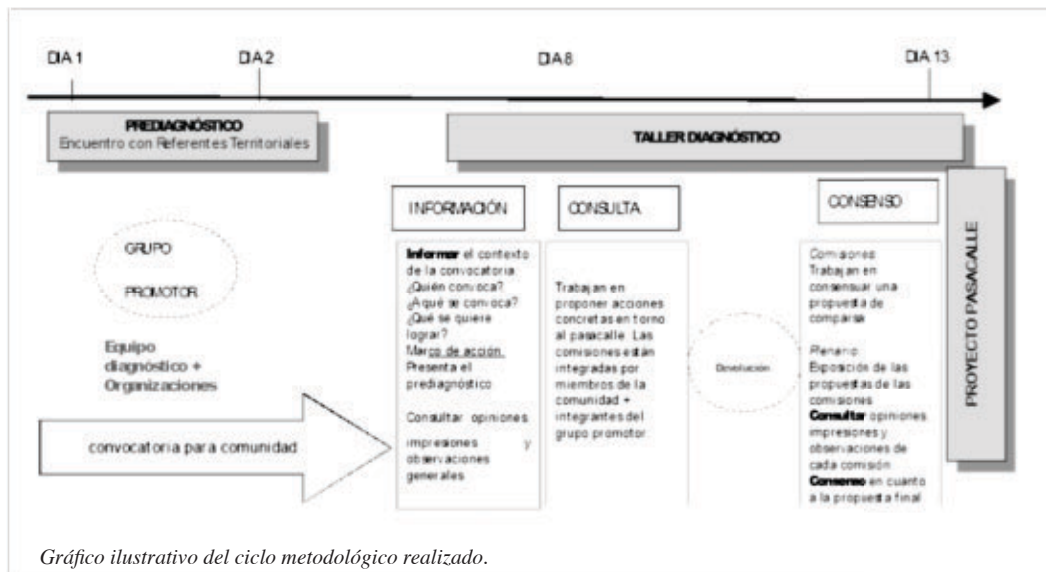 DIA 1
DIA 2
DIA 8
DIA 13
PREDIAGNÓSTICO
Encuentro con Referentes Territoriales
TALLER DIAGNÓSTICO
INFORMACIÓN
CONSULTA
CONSENSO
GRUPO
PROMOTOR
Equipo
diagnóstico +
Organizaciones
convocatoria para comunidad
Informar el contexto
de la convocatoria
¿Quién convoca?
¿A qué se convoca?
¿Qué se quiere
lograr?
Marco de acción
Presenta el
prediagnóstico
Consultar opiniones
impresiones y
observaciones
generales
Trabajan en
proponer acciones
concretas en torno
al pasacalle. Las
comisiones están
integradas por
miembros de la
comunidad +
integrantes del
grupo promotor
Devolución
Comisiones
Trabajan en
consensuar una
propuesta de
comparsa
Plenario
Exposición de las
propuestas de las
comisiones
Consultar opiniones
impresiones y
observaciones de
cada comisión
Consenso en cuanto
a la propuesta final
PROYECTO PASACALLE
Gráfico ilustrativo del ciclo metodológico realizado.